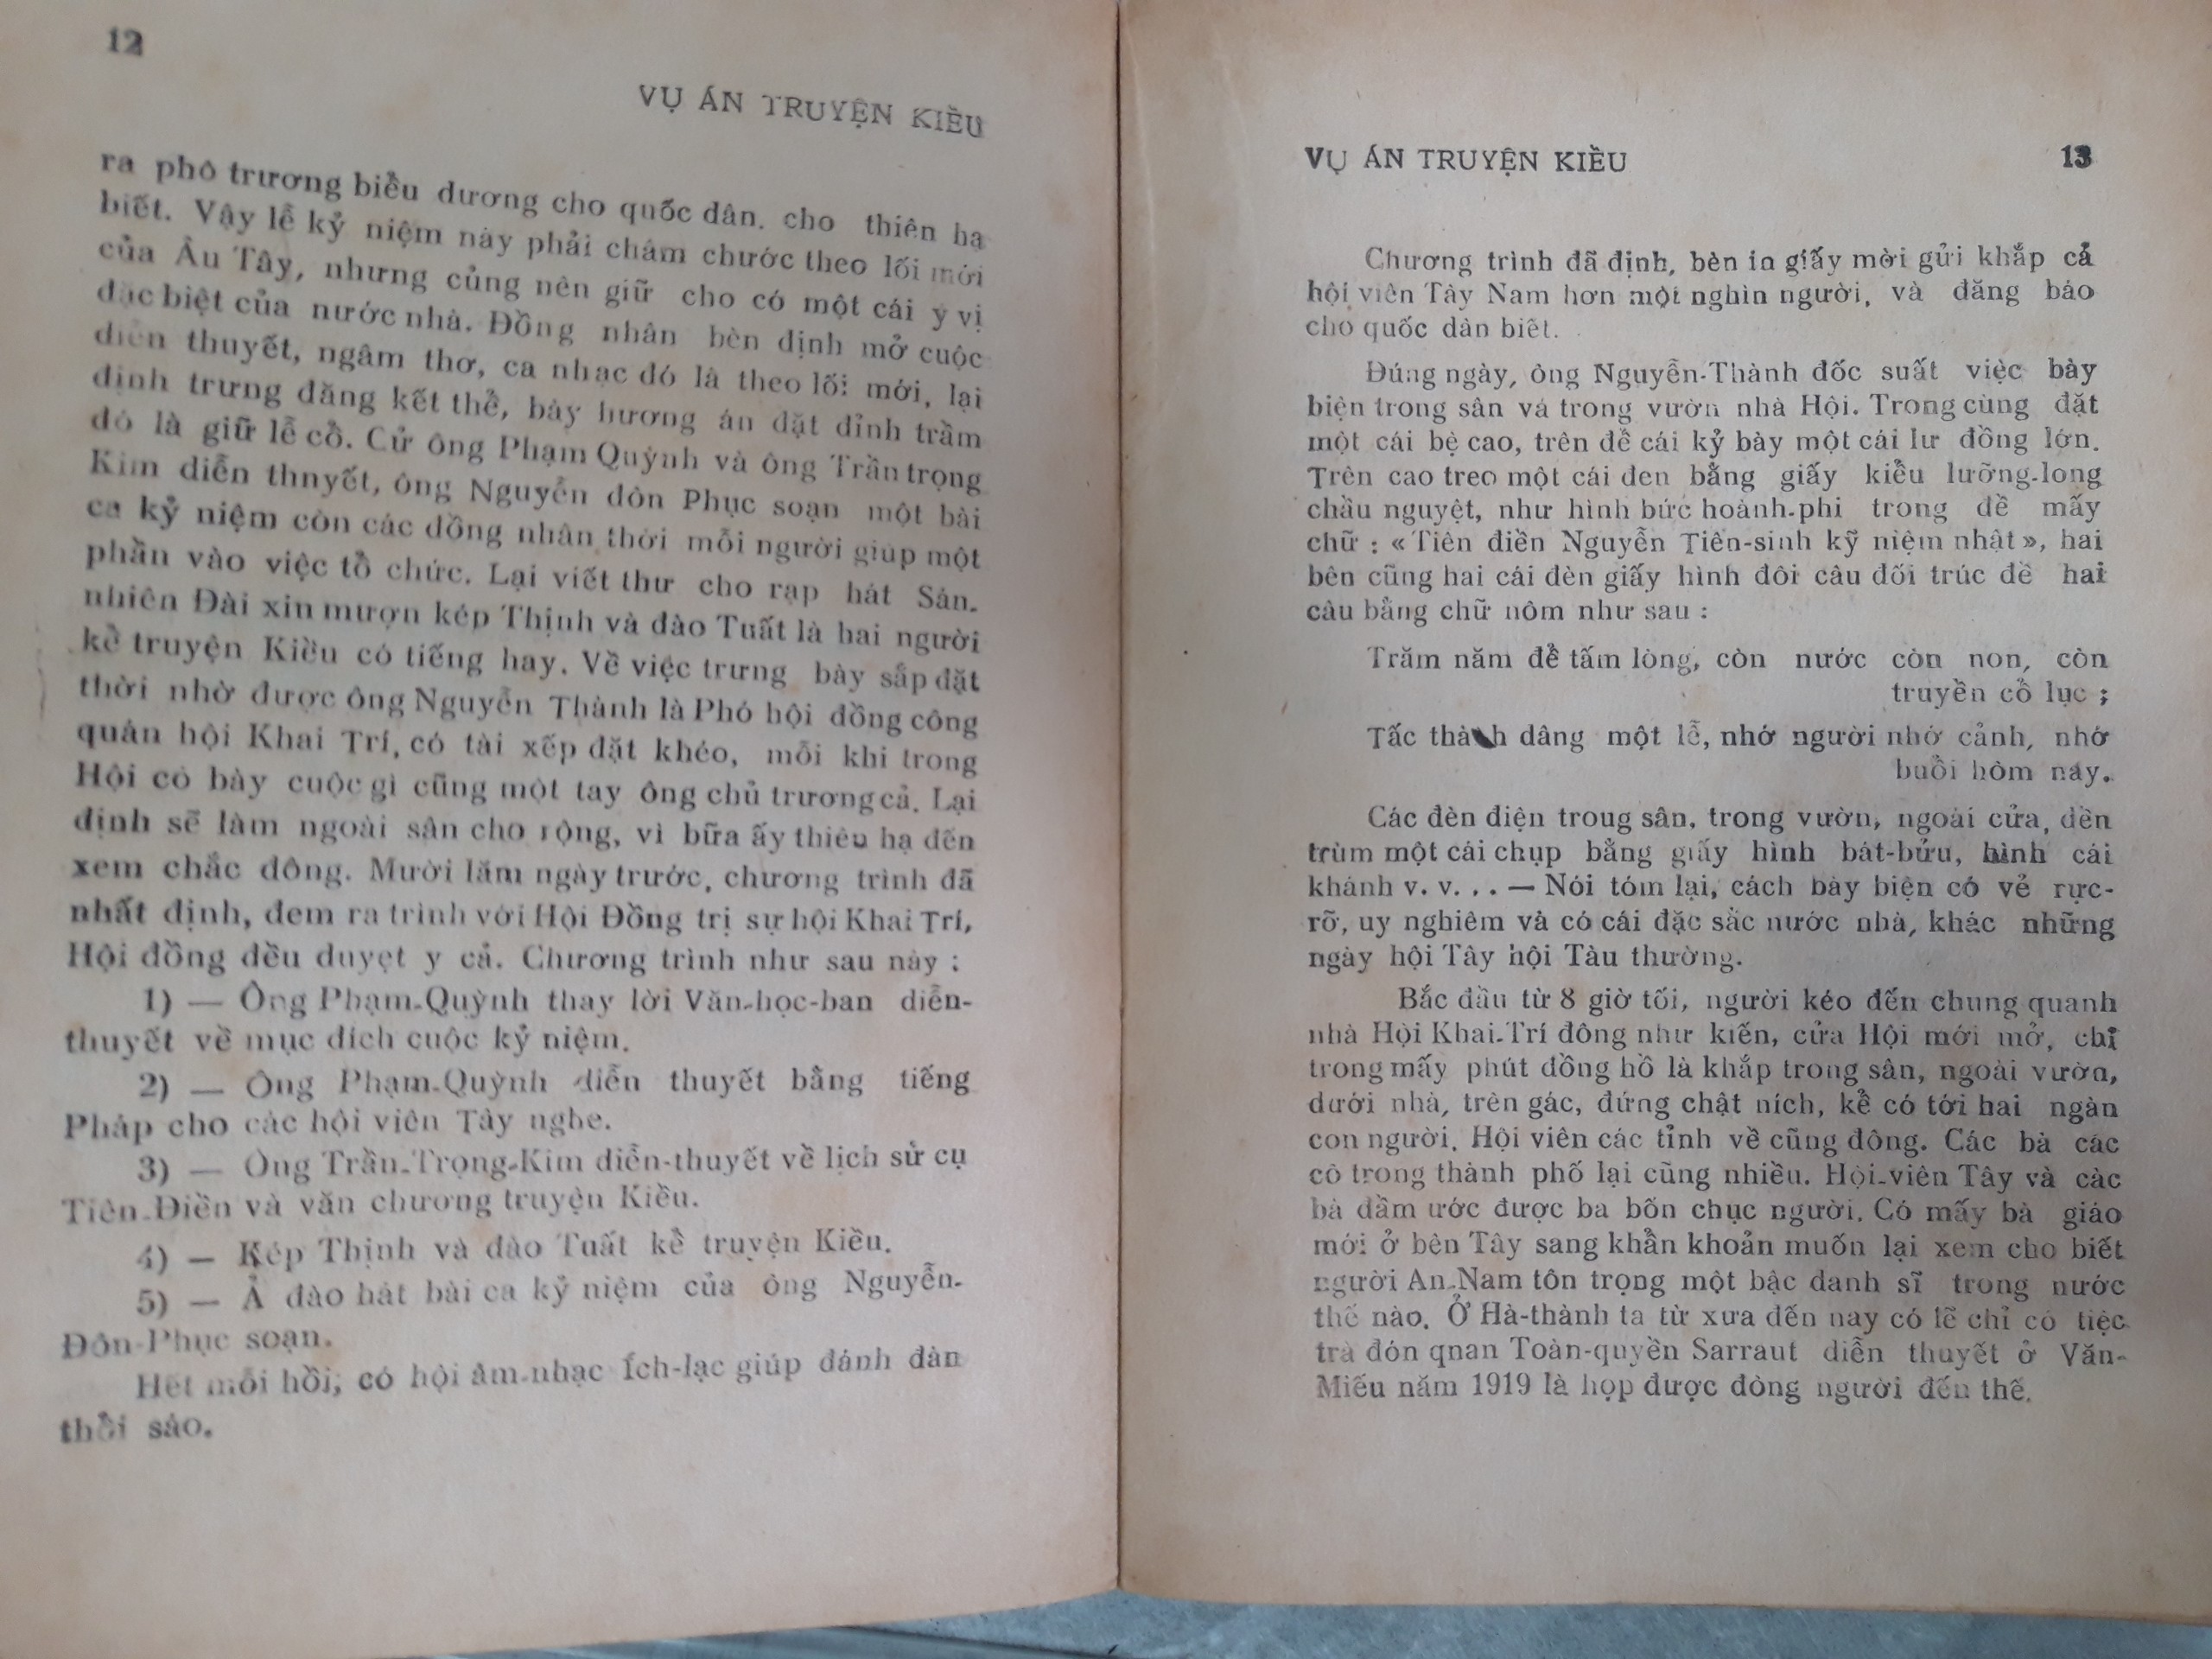 12
VỤ ÁN TRUYỆN KIỀU
ra phô trương biểu dương cho quốc dân. cho thiên hạ
biết. Vậy lễ kỷ niệm này phải châm chước theo lối mới
của Âu Tây, nhưng củng nên giữ cho có một cái ý vị
đặc biệt của nước nhà. Đồng nhân bèn định mở cuộc
diễn thuyết, ngâm thơ, ca nhạc đó là theo lối mới, lại
định trưng đăng kết thể, bày hương án đặt đỉnh trầm
đó là giữ lễ cổ. Cử ông Phạm Quỳnh và ông Trần trọng
Kim diễn thnyết, ông Nguyễn đôn Phục soạn một bài
ca kỷ niệm còn các đồng nhân thời mỗi người giúp một
phần vào việc tổ chức. Lại viết thư cho rạp hát Sán.
nhiên Đài xin mượn kép Thịnh và đào Tuất là hai người
kể truyện Kiều có tiếng hay. Về việc trưng bày sắp đặt
thời nhờ được ông Nguyễn Thành là Phó hội đồng công
quán hội Khai Trí, có tài xếp đặt khéo, mỗi khi trong
Hội có bày cuộc gì cũng một tay ông chủ trương cả. Lại
định sẽ làm ngoài sân cho rộng, vì bữa ấy thiên hạ đến
xem chắc đông. Mười lăm ngày trước, chương trình đã
nhất định, đem ra trình với Hội Đồng trị sự hội Khai Trí,
Hội đồng đều duyẹt y cả. Chương trình như sau này :
1) — Ông Phạm-Quỳnh thay lời Văn-học-ban diễn-
thuyết về mục đích cuộc kỷ niệm.
2) — Ông Phạm-Quỳnh diễn thuyết bằng tiếng
Pháp cho các hội viên Tây nghe.
3) — Ông Trần-Trọng-Kim diễn-thuyết về lịch sử cụ
Tiên-Điền và văn chương truyện Kiều.
4) — Kép Thịnh và đào Tuất kể truyện Kiều.
5) — Ả đào hát bài ca kỷ niệm của ông Nguyễn-
Đôn-Phục soạn.
Hết mỗi hồi, có hội âm-nhạc Ích-lạc giúp đánh đàn
thổi sáo.
VỤ ÁN TRUYỆN KIỀU
13
Chương trình đã định, bèn in giấy mời gửi khắp cả
hội viên Tây Nam hơn một nghìn người, và đăng báo
cho quốc dân biết.
Đúng ngày, ông Nguyễn-Thành đốc suất việc bày
biện trong sân và trong vườn nhà Hội. Trong cùng đặt
một cái bệ cao, trên để cái kỷ bày một cái lư đồng lớn.
Trên cao treo một cái đen bằng giấy kiểu lưỡng-long
chầu nguyệt, như hình bức hoành-phi trong đề mấy
chữ : « Tiên điền Nguyễn Tiên-sinh kỹ niệm nhật », hai
bên cũng hai cái đèn giấy hình đôi câu đối trúc đề hai
câu bằng chữ nôm như sau :
Trăm năm để tấm lòng, còn nước còn non, còn
truyền cổ lục ;
Tấc thành dâng một lễ, nhớ người nhớ cảnh, nhớ
buổi hôm nay.
Các đèn điện troug sân, trong vườn, ngoài cửa, đền
trùm một cái chụp bằng giấy hình bát-bửu, hình cái
khánh v. v. . . — Nói tóm lại, cách bày biện có vẻ rực-
rỡ, uy nghiêm và có cái đặc sắc nước nhà, khác những
ngày hội Tây hội Tàu thường.
Bắc đầu từ 8 giờ tối, người kéo đến chung quanh
nhà Hội Khai-Trí đông như kiến, cửa Hội mới mở, chỉ
trong mấy phút đồng hồ là khắp trong sân, ngoài vườn,
dưới nhà, trên gác, đứng chật ních, kể có tới hai ngàn
con người. Hội viên các tỉnh về cũng đông. Các bà các
cô trong thành phố lại cũng nhiều. Hội-viên Tây và các
bà đầm ước được ba bốn chục người. Có mấy bà giáo
mới ở bên Tây sang khẩn khoản muốn lại xem cho biết
người An-Nam tôn trọng một bậc danh sĩ trong nước
thế nào. Ở Hà-thành ta từ xưa đến nay có lẽ chỉ có tiệc
trà đón qnan Toàn-quyền Sarraut diễn thuyết ở Văn-
Miếu năm 1919 là họp được đông người đến thế.